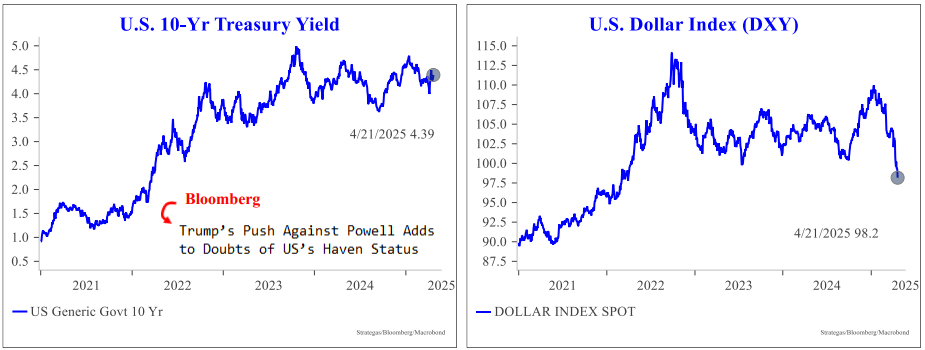 U.S. 10-Yr Treasury Yield
5.0
4.5
4.0
3.5
3.0
2.5
2.0
1.5
1.0
0.5
4/21/2025 4.39
Bloomberg
Trump's Push Against Powell Adds
to Doubts of US's Haven Status
2021 2022 2023 2024 2025
US Generic Govt 10 Yr
Strategas/Bloomberg/Macrobond
U.S. Dollar Index (DXY)
115.0
112.5
110.0
107.5
105.0
102.5
100.0
97.5
95.0
92.5
90.0
87.5
4/21/2025 98.2
2021 2022 2023 2024 2025
DOLLAR INDEX SPOT
Strategas/Bloomberg/Macrobond